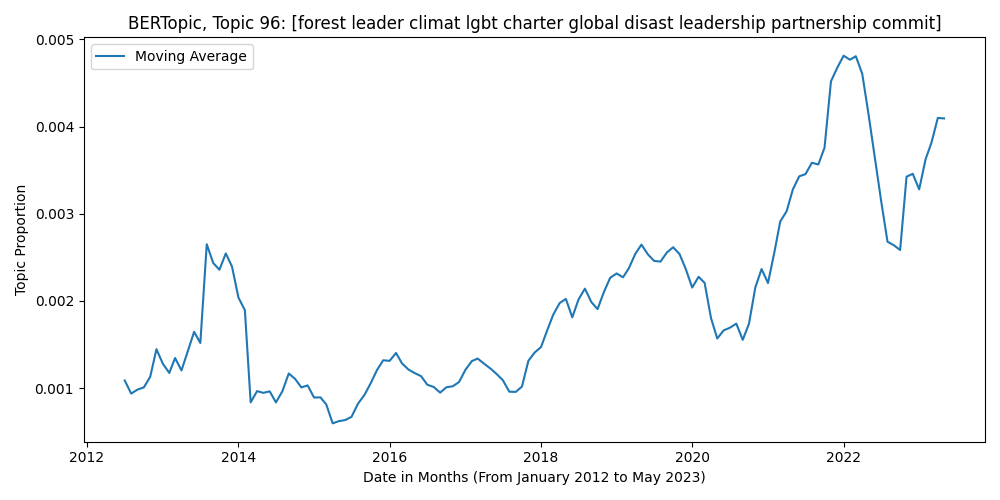 BERTopic, Topic 96: [forest leader climat lgbt charter global disast leadership partnership commit]
Moving Average
0.005
0.004
0.003
0.002
0.001
Topic Proportion
2012 2014 2016 2018 2020 2022
Date in Months (From January 2012 to May 2023)